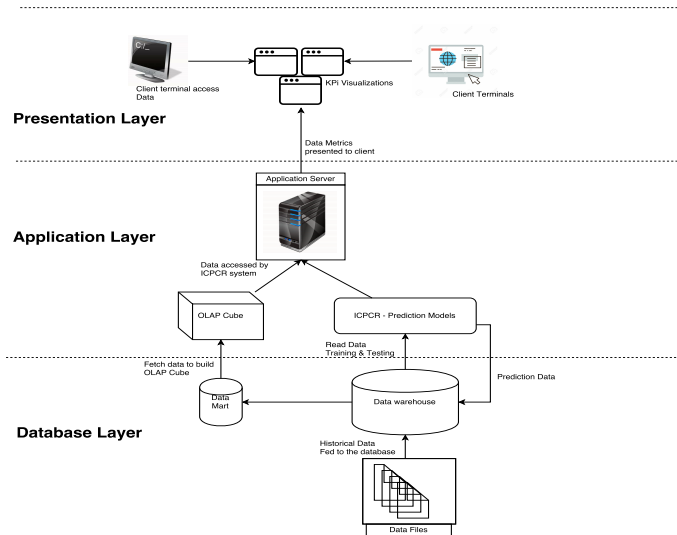 C:/_
Client terminal access
Data
KPi Visualizations
Client Terminals
Presentation Layer
Data Metrics
presented to client
Application Server
Application Layer
Data accessed by
ICPCR system
OLAP Cube
ICPCR - Prediction Models
Read Data
Training & Testing
Fetch data to build
OLAP Cube
Prediction Data
Data
Mart
Data warehouse
Database Layer
Historical Data
Fed to the database
Data Files